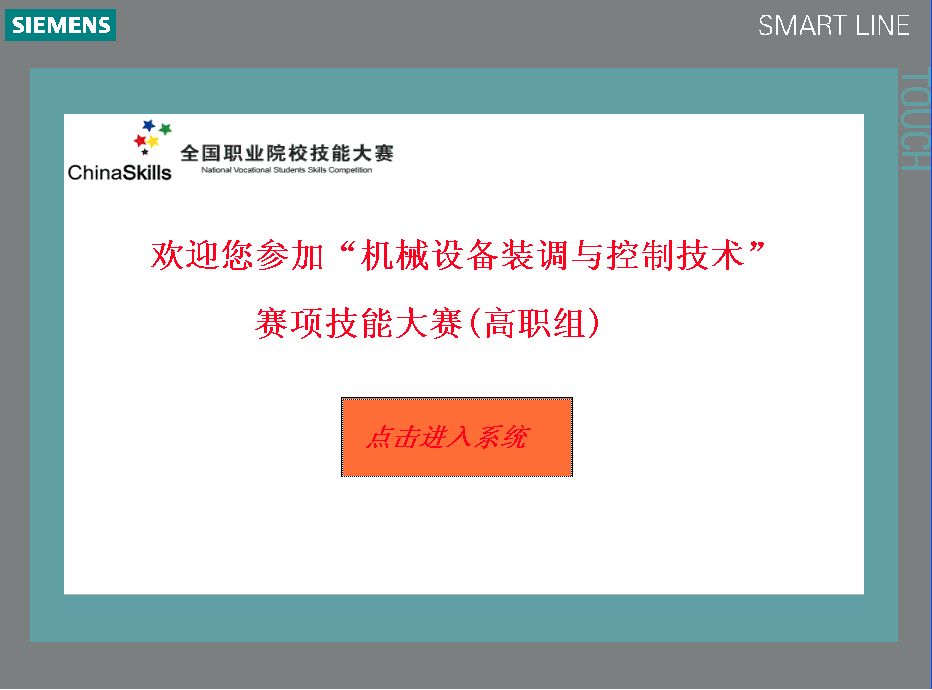 SIEMENS
SMART LINE
TOUCH
ChinaSkills
全国职业院校技能大赛
National Vocational Students Skills Competition
欢迎您参加“机械设备装调与控制技术”
赛项技能大赛(高职组)
点击进入系统